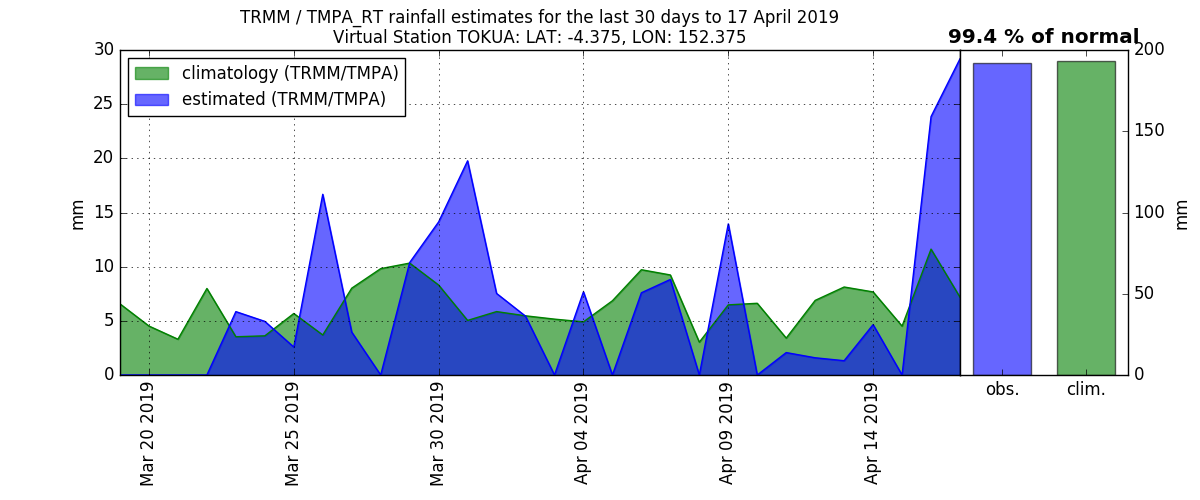 TRMM / TMPA_RT rainfall estimates for the last 30 days to 17 April 2019
Virtual Station TOKUA: LAT: -4.375, LON: 152.375
99.4 % of normal
climatology (TRMM/TMPA)
estimated (TRMM/TMPA)
30
25
20
15
10
5
0
mm
200
150
100
50
0
mm
Mar 20 2019
Mar 25 2019
Mar 30 2019
Apr 04 2019
Apr 09 2019
Apr 14 2019
obs.
clim.